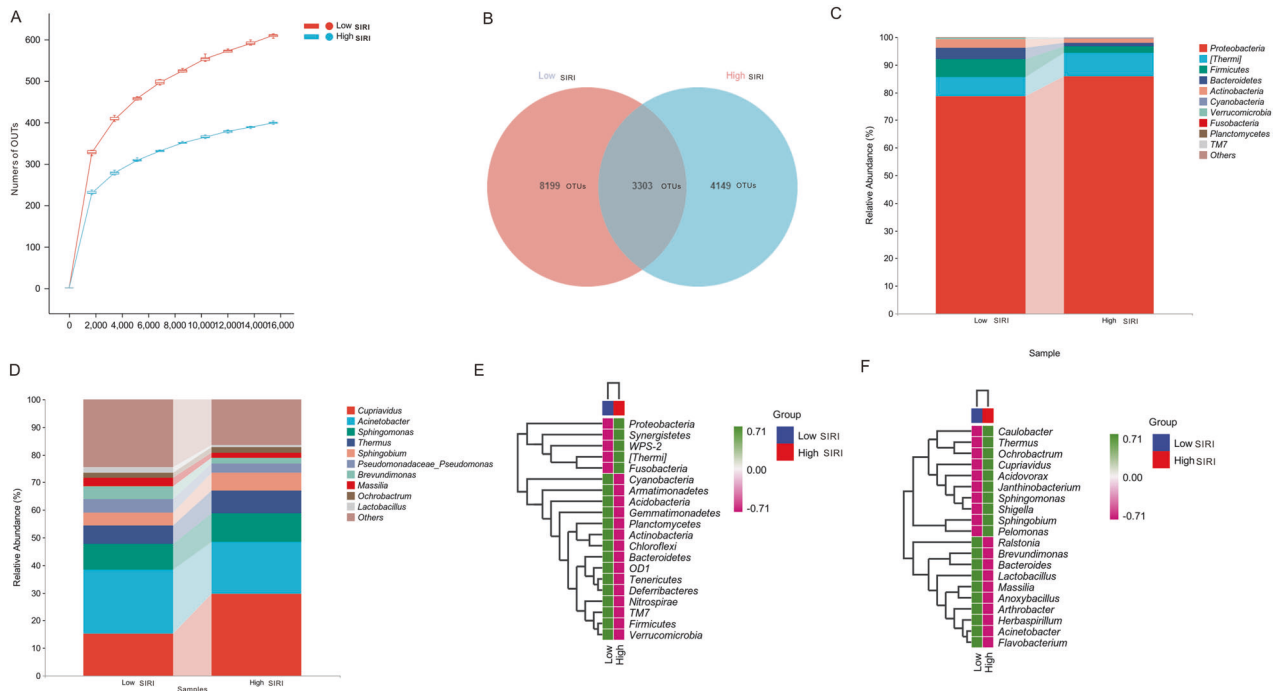 A
Low SIRI
High SIRI
Numers of OUTs
600
500
400
300
200
100
0
0 2,000 4,000 6,000 8,000 10,000 12,000 14,000 16,000
B
Low SIRI
High SIRI
8199 OTUs
3303 OTUs
4149 OTUs
C
Relative Abundance (%)
100
90
80
70
60
50
40
30
20
10
0
Low SIRI
High SIRI
Sample
Proteobacteria
[Thermi]
Firmicutes
Bacteroidetes
Actinobacteria
Cyanobacteria
Verrucomicrobia
Fusobacteria
Planctomycetes
TM7
Others
D
Relative Abundance (%)
100
90
80
70
60
50
40
30
20
10
0
Low SIRI
High SIRI
Samples
Cupriavidus
Acinetobacter
Sphingomonas
Thermus
Sphingobium
Pseudomonadaceae_Pseudomonas
Brevundimonas
Massilia
Ochrobactrum
Lactobacillus
Others
E
Proteobacteria
Synergistetes
WPS-2
[Thermi]
Fusobacteria
Cyanobacteria
Armatimonadetes
Acidobacteria
Gemmatimonadetes
Planctomycetes
Actinobacteria
Chloroflexi
Bacteroidetes
OD1
Tenericutes
Deferribacteres
Nitrospirae
TM7
Firmicutes
Verrucomicrobia
Low
High
0.71
0.00
-0.71
Group
Low SIRI
High SIRI
F
Caulobacter
Thermus
Ochrobactrum
Cupriavidus
Acidovorax
Janthinobacterium
Sphingomonas
Shigella
Sphingobium
Pelomonas
Ralstonia
Brevundimonas
Bacteroides
Lactobacillus
Massilia
Anoxybacillus
Arthrobacter
Herbaspirillum
Acinetobacter
Flavobacterium
Low
High
0.71
0.00
-0.71
Group
Low SIRI
High SIRI